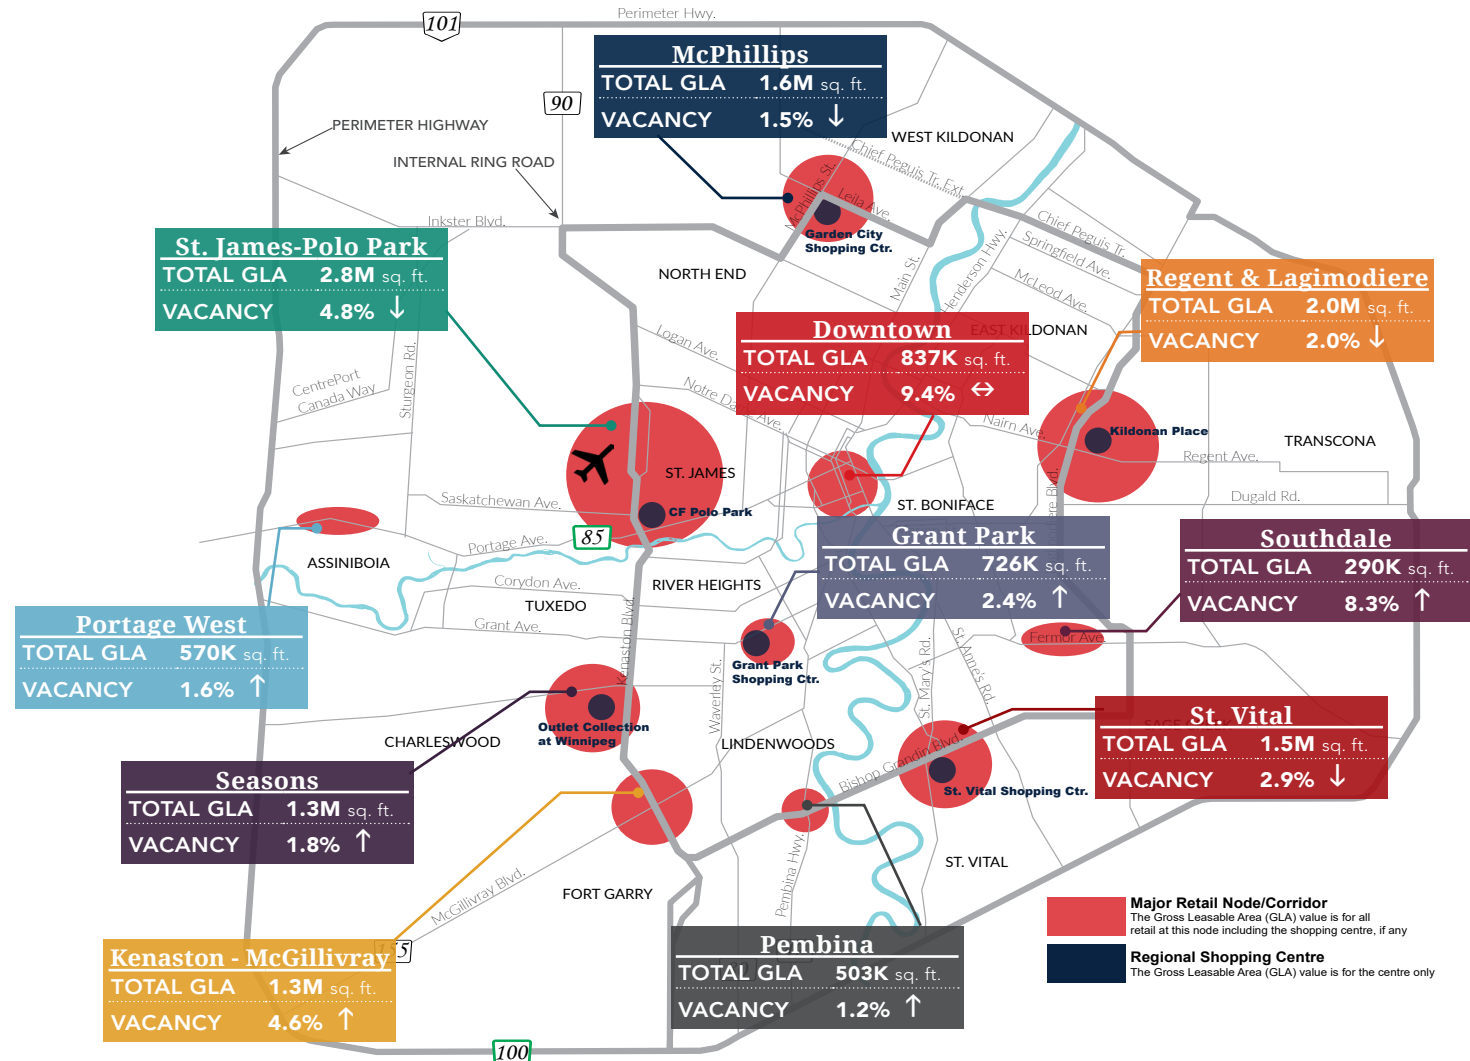 Perimeter Hwy.
101
McPhillips
TOTAL GLA 1.6M sq. ft.
VACANCY 1.5% ↓
90
PERIMETER HIGHWAY
WEST KILDONAN
INTERNAL RING ROAD
Chief Peguis Tr. Ext.
McPhillips St.
Leila Ave.
Inkster Blvd.
Garden City
Shopping Ctr.
Chief Peguis Tr.
Springfield Ave.
McLeod Ave.
Main St.
Henderson Hwy.
St. James-Polo Park
TOTAL GLA 2.8M sq. ft.
VACANCY 4.8% ↓
NORTH END
Regent & Lagimodiere
TOTAL GLA 2.0M sq. ft.
VACANCY 2.0% ↓
Downtown
TOTAL GLA 837K sq. ft.
VACANCY 9.4% ↔
EAST KILDONAN
Logan Ave.
Notre Dame Ave.
CentrePort
Canada Way
Sturgeon Rd.
Nairn Ave.
Kildonan Place
TRANSCONA
Regent Ave.
ST. JAMES
Saskatchewan Ave.
CF Polo Park
ST. BONIFACE
Dugald Rd.
85
Portage Ave.
ASSINIBOIA
Grant Park
TOTAL GLA 726K sq. ft.
VACANCY 2.4% ↑
Southdale
TOTAL GLA 290K sq. ft.
VACANCY 8.3% ↑
Corydon Ave.
RIVER HEIGHTS
TUXEDO
Grant Ave.
Kenaston Blvd.
Portage West
TOTAL GLA 570K sq. ft.
VACANCY 1.6% ↑
Fermor Ave.
St. Mary's Rd.
St. Anne's Rd.
Grant Park
Shopping Ctr.
Waverley St.
Outlet Collection
at Winnipeg
CHARLESWOOD
LINDENWOODS
Bishop Grandin Blvd.
St. Vital Shopping Ctr.
St. Vital
TOTAL GLA 1.5M sq. ft.
VACANCY 2.9% ↓
Seasons
TOTAL GLA 1.3M sq. ft.
VACANCY 1.8% ↑
ST. VITAL
FORT GARRY
McGillivray Blvd.
Pembina Hwy.
Kenaston - McGillivray
TOTAL GLA 1.3M sq. ft.
VACANCY 4.6% ↑
Pembina
TOTAL GLA 503K sq. ft.
VACANCY 1.2% ↑
Major Retail Node/Corridor
The Gross Leasable Area (GLA) value is for all
retail at this node including the shopping centre, if any
Regional Shopping Centre
The Gross Leasable Area (GLA) value is for the centre only
100